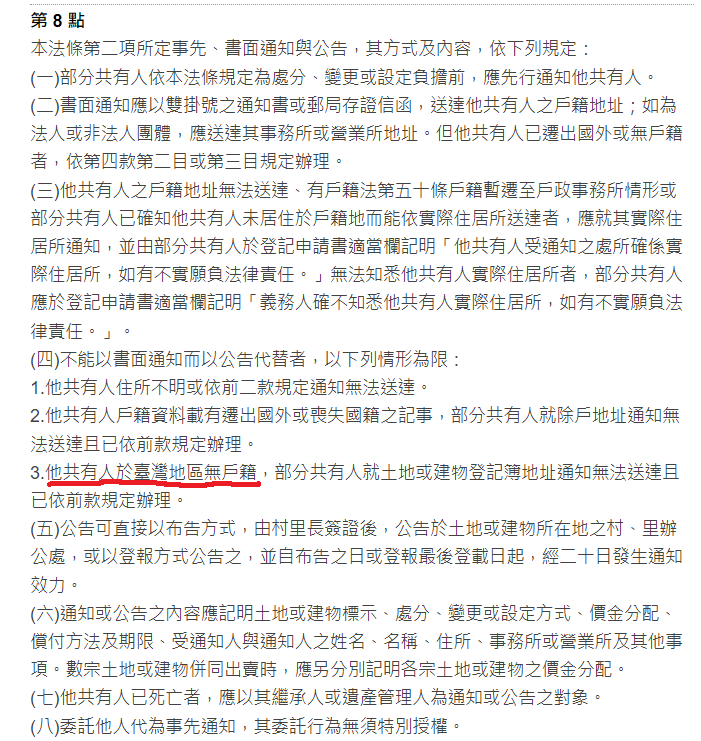 第 8 點
本法條第二項所定事先、書面通知與公告，其方式及內容，依下列規定：
(一)部分共有人依本法條規定為處分、變更或設定負擔前，應先行通知他共有人。
(二)書面通知應以雙掛號之通知書或郵局存證信函，送達他共有人之戶籍地址；如為
法人或非法人團體，應送達其事務所或營業所地址。但他共有人已遷出國外或無戶籍
者，依第四款第二目或第三目規定辦理。
(三)他共有人之戶籍地址無法送達、有戶籍法第五十條戶籍暫遷至戶政事務所情形或
部分共有人已確知他共有人未居住於戶籍地而能依實際住居所送達者，應就其實際住
居所通知，並由部分共有人於登記申請書適當欄記明「他共有人受通知之處所確係實
際住居所，如有不實願負法律責任。」無法知悉他共有人實際住居所者，部分共有人
應於登記申請書適當欄記明「義務人確不知悉他共有人實際住居所，如有不實願負法
律責任。」。
(四)不能以書面通知而以公告代替者，以下列情形為限：
1.他共有人住所不明或依前二款規定通知無法送達。
2.他共有人戶籍資料載有遷出國外或喪失國籍之記事，部分共有人就除戶地址通知無
法送達且已依前款規定辦理。
3.他共有人於臺灣地區無戶籍，部分共有人就土地或建物登記簿地址通知無法送達且
已依前款規定辦理。
(五)公告可直接以布告方式，由村里長簽證後，公告於土地或建物所在地之村、里辦
公處，或以登報方式公告之，並自布告之日或登報最後登載日起，經二十日發生通知
效力。
(六)通知或公告之內容應記明土地或建物標示、處分、變更或設定方式、價金分配、
償付方法及期限、受通知人與通知人之姓名、名稱、住所、事務所或營業所及其他事
項。數宗土地或建物併同出賣時，應另分別記明各宗土地或建物之價金分配。
(七)他共有人已死亡者，應以其繼承人或遺產管理人為通知或公告之對象。
(八)委託他人代為事先通知，其委託行為無須特別授權。